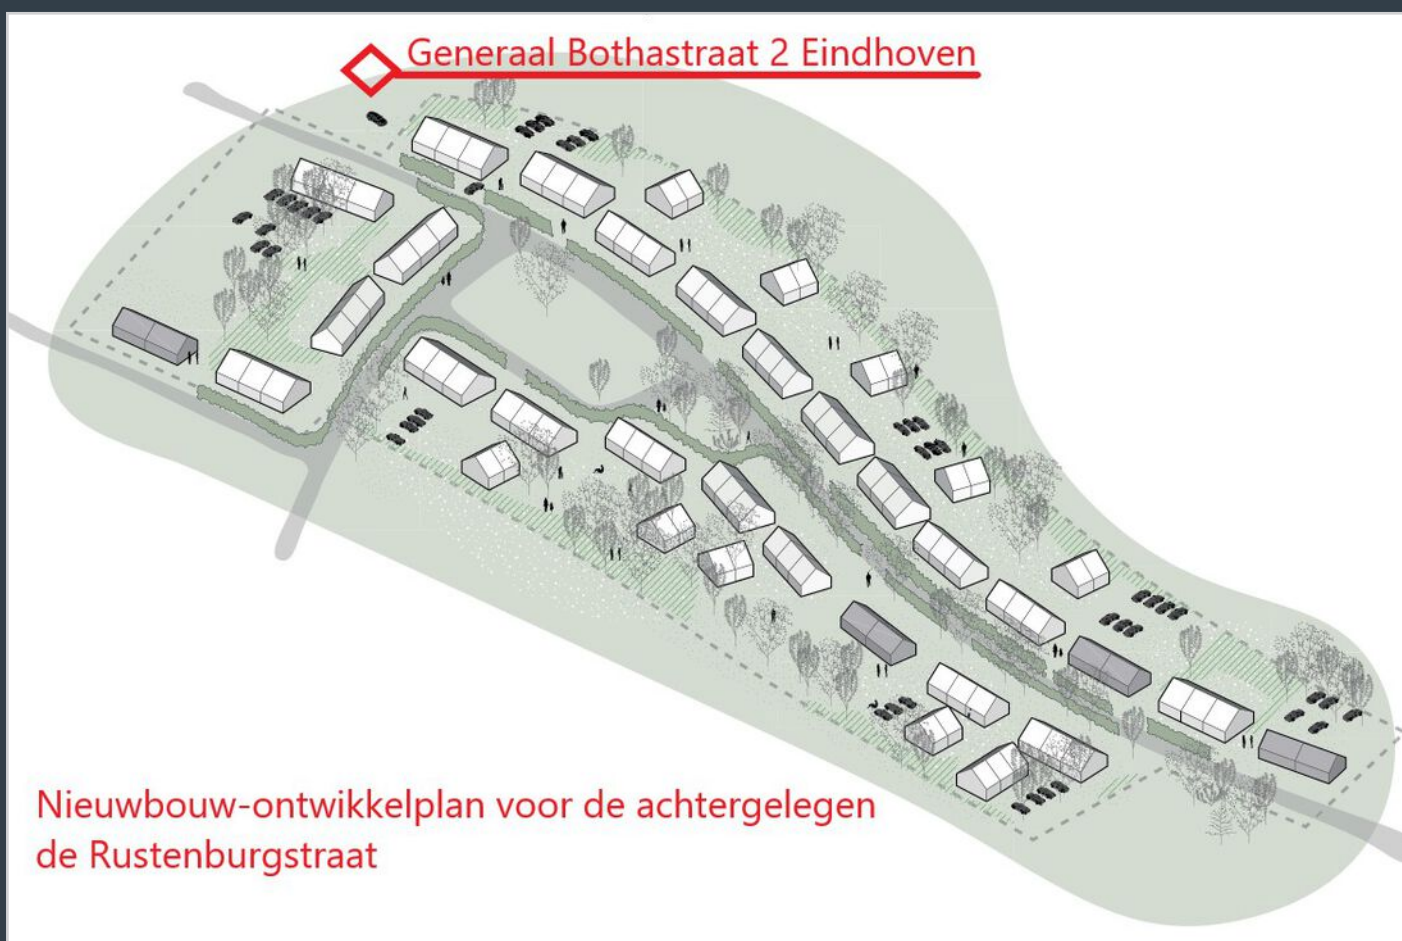 Generaal Bothastraat 2 Eindhoven
Nieuwbouw-ontwikkelplan voor de achtergelegen
de Rustenburgstraat